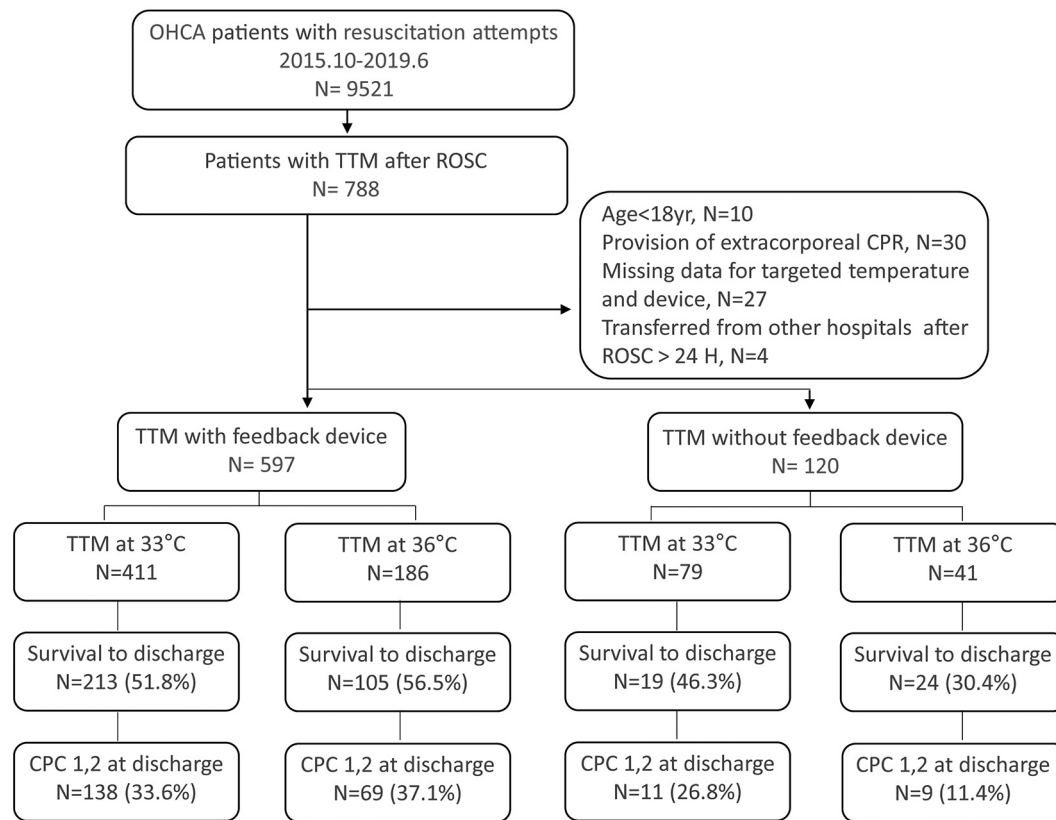 OHCA patients with resuscitation attempts
2015.10-2019.6
N= 9521
Patients with TTM after ROSC
N= 788
Age<18yr, N=10
Provision of extracorporeal CPR, N=30
Missing data for targeted temperature
and device, N=27
Transferred from other hospitals after
ROSC > 24 H, N=4
TTM with feedback device
N= 597
TTM without feedback device
N= 120
TTM at 33°C
N=411
TTM at 36°C
N=186
TTM at 33°C
N=79
TTM at 36°C
N=41
Survival to discharge
N=213 (51.8%)
Survival to discharge
N=105 (56.5%)
Survival to discharge
N=19 (46.3%)
Survival to discharge
N=24 (30.4%)
CPC 1,2 at discharge
N=138 (33.6%)
CPC 1,2 at discharge
N=69 (37.1%)
CPC 1,2 at discharge
N=11 (26.8%)
CPC 1,2 at discharge
N=9 (11.4%)